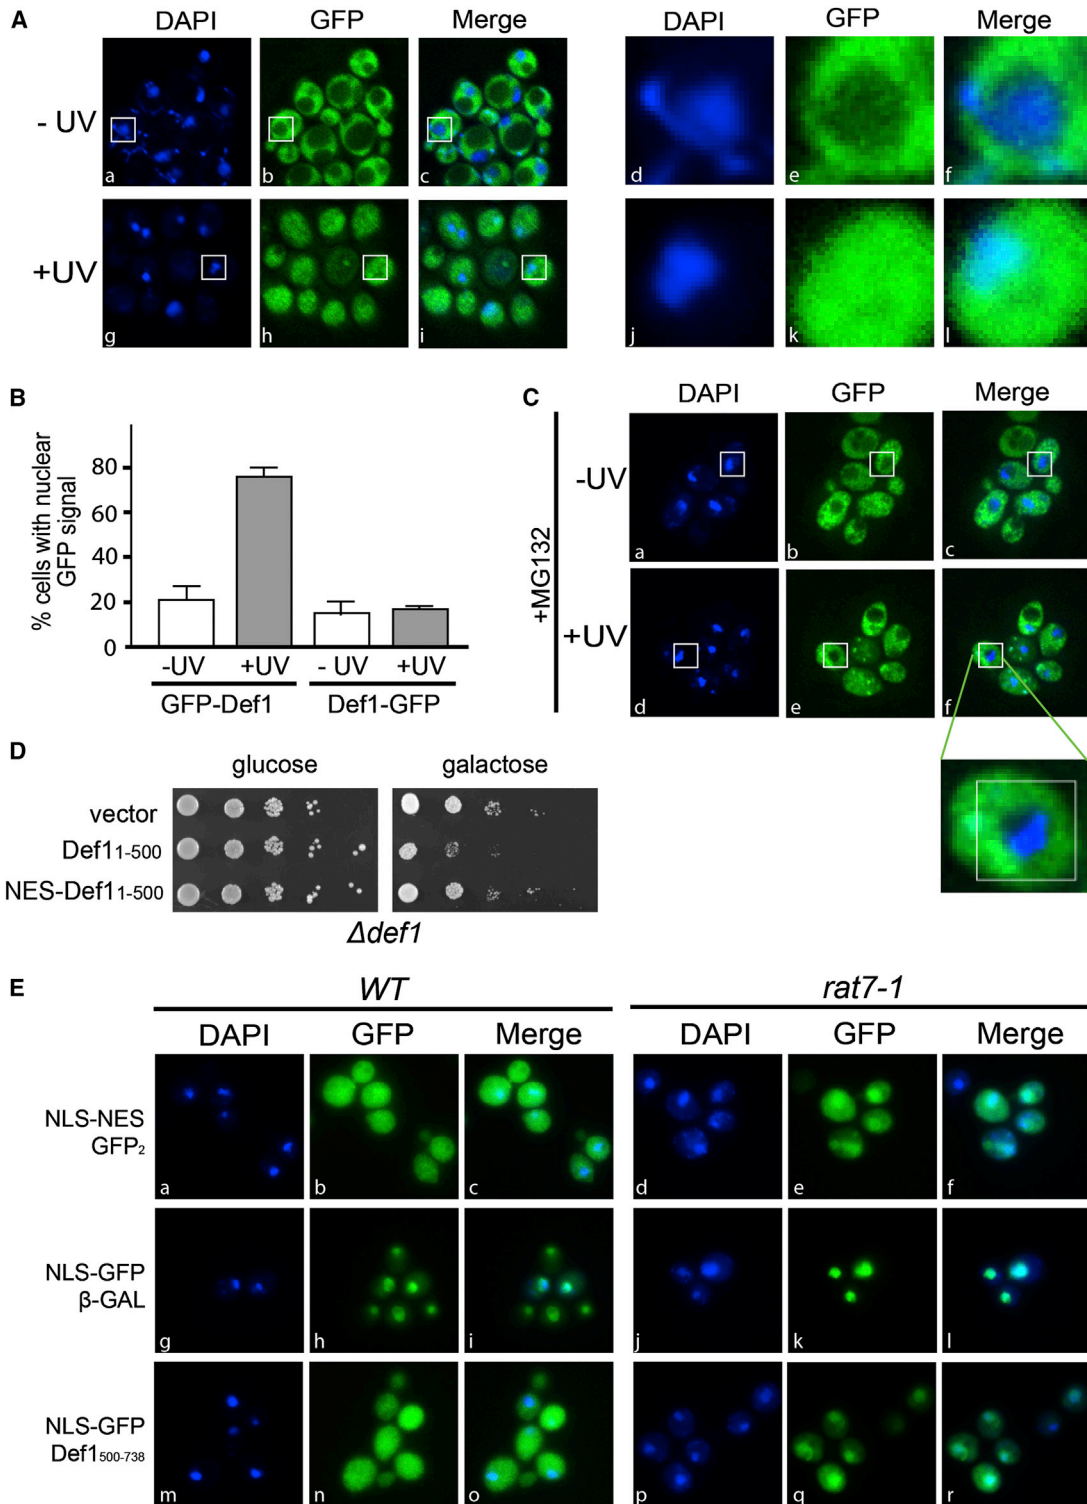 A
DAPI GFP Merge DAPI GFP Merge
- UV
a b c d e f
+UV
g h i j k l
B
% cells with nuclear
GFP signal
80
60
40
20
0
-UV +UV - UV +UV
GFP-Def1 Def1-GFP
C
DAPI GFP Merge
+MG132
-UV
a b c
+UV
d e f
D
glucose galactose
vector
Def11-500
NES-Def11-500
Δdef1
E
WT rat7-1
DAPI GFP Merge DAPI GFP Merge
NLS-NES
GFP2
a b c d e f
NLS-GFP
β-GAL
g h i j k l
NLS-GFP
Def1500-738
m n o p q r